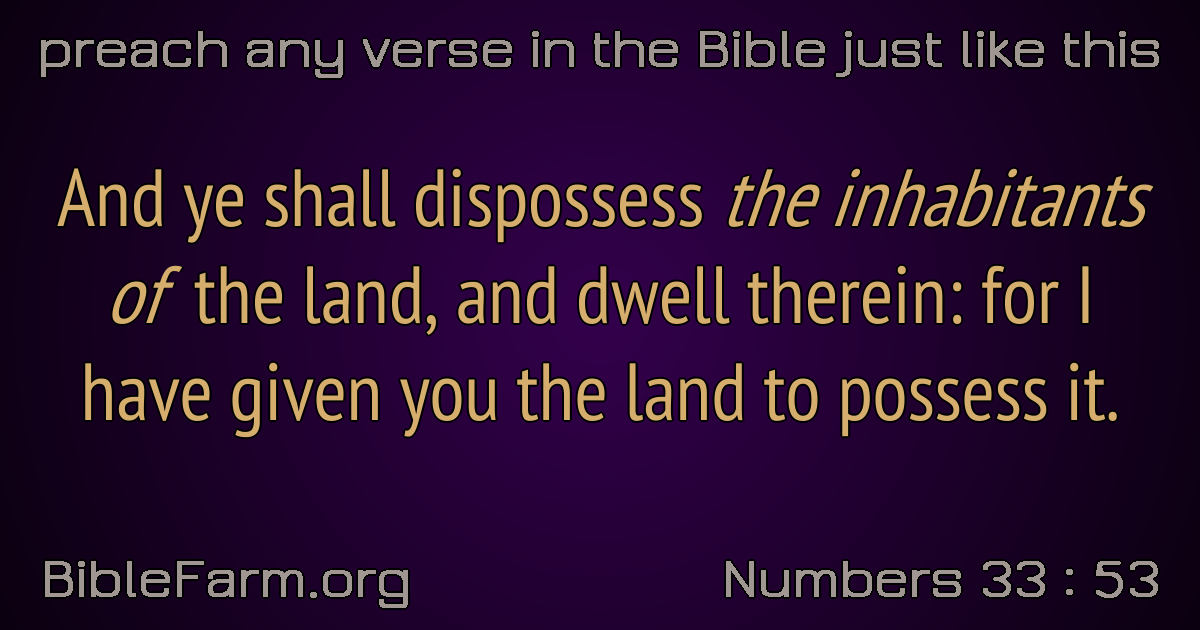 preach any verse in the Bible just like this
And ye shall dispossess the inhabitants
of the land, and dwell therein: for I
have given you the land to possess it.
BibleFarm.org
Numbers 33 : 53